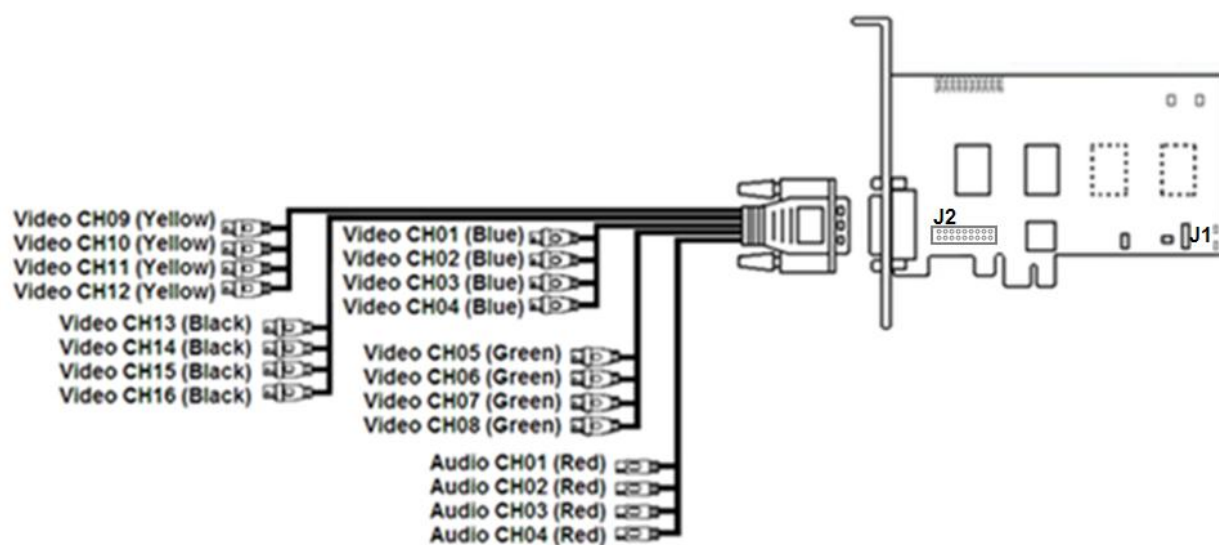 Video CH09 (Yellow)
Video CH10 (Yellow)
Video CH11 (Yellow)
Video CH12 (Yellow)
Video CH13 (Black)
Video CH14 (Black)
Video CH15 (Black)
Video CH16 (Black)
Video CH01 (Blue)
Video CH02 (Blue)
Video CH03 (Blue)
Video CH04 (Blue)
Video CH05 (Green)
Video CH06 (Green)
Video CH07 (Green)
Video CH08 (Green)
Audio CH01 (Red)
Audio CH02 (Red)
Audio CH03 (Red)
Audio CH04 (Red)
J2
J1